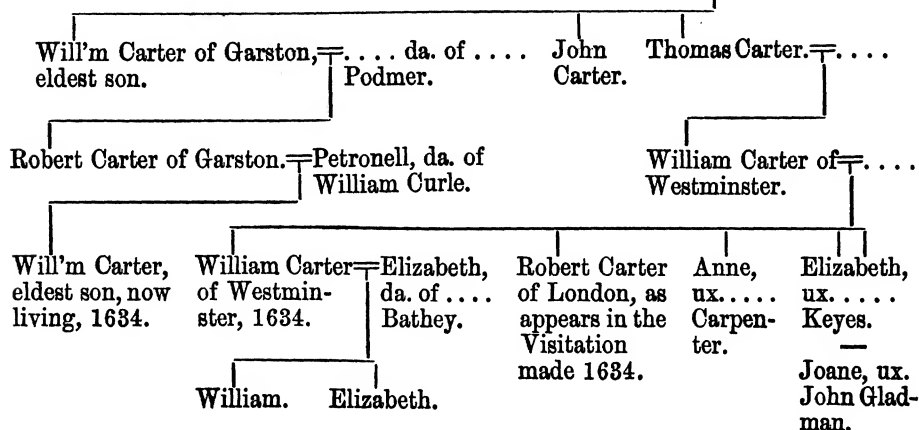 Will'm Carter of Garston,=.... da. of .... John Thomas Carter.=....
eldest son. Podmer. Carter.
Robert Carter of Garston.=Petronell, da. of William Carter of=....
William Curle. Westminster.
Will'm Carter, William Carter=Elizabeth, Robert Carter Anne, Elizabeth,
eldest son, now of Westmin- da. of .... of London, as ux..... ux.....
living, 1634. ster, 1634. Bathey. appears in the Carpen- Keyes.
Visitation ter. —
made 1634. Joane, ux.
William. Elizabeth. John Glad-
man.